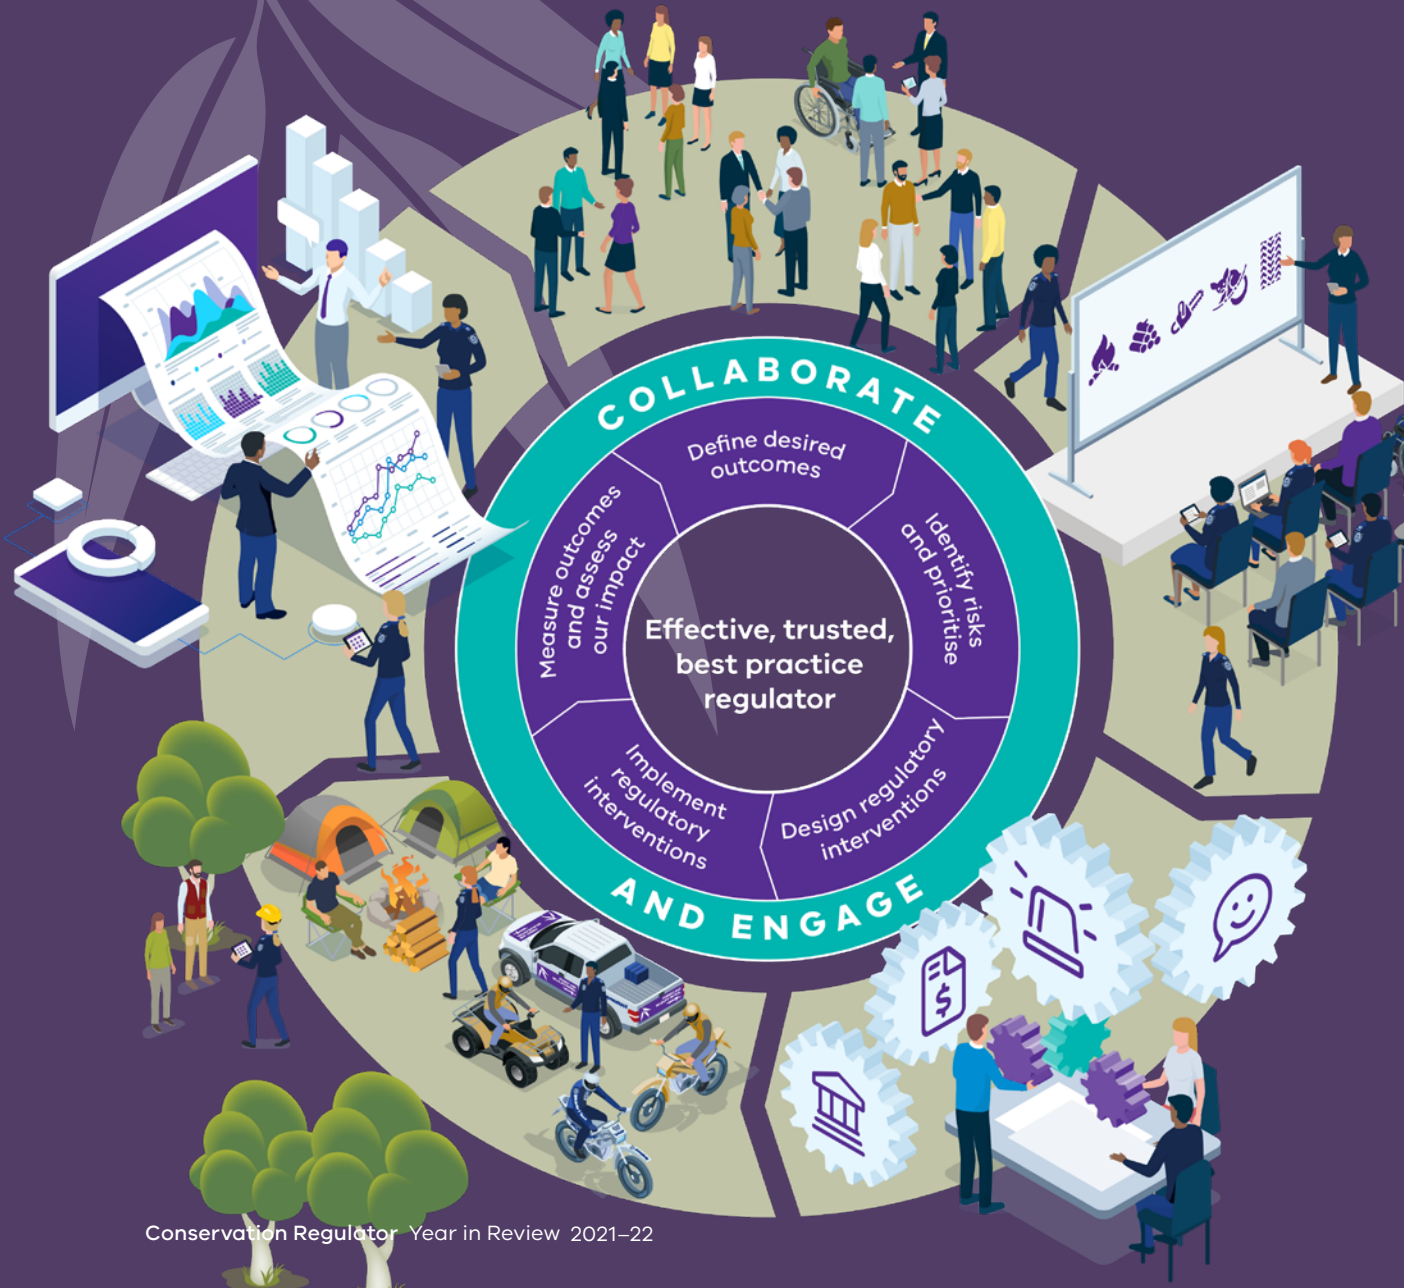 COLLABORATE
Define desired
outcomes
Identify risks
and prioritise
Design regulatory
interventions
Implement
regulatory
interventions
Measure outcomes
and assess
our impact
Effective, trusted,
best practice
regulator
AND ENGAGE
Conservation Regulator Year in Review 2021–22